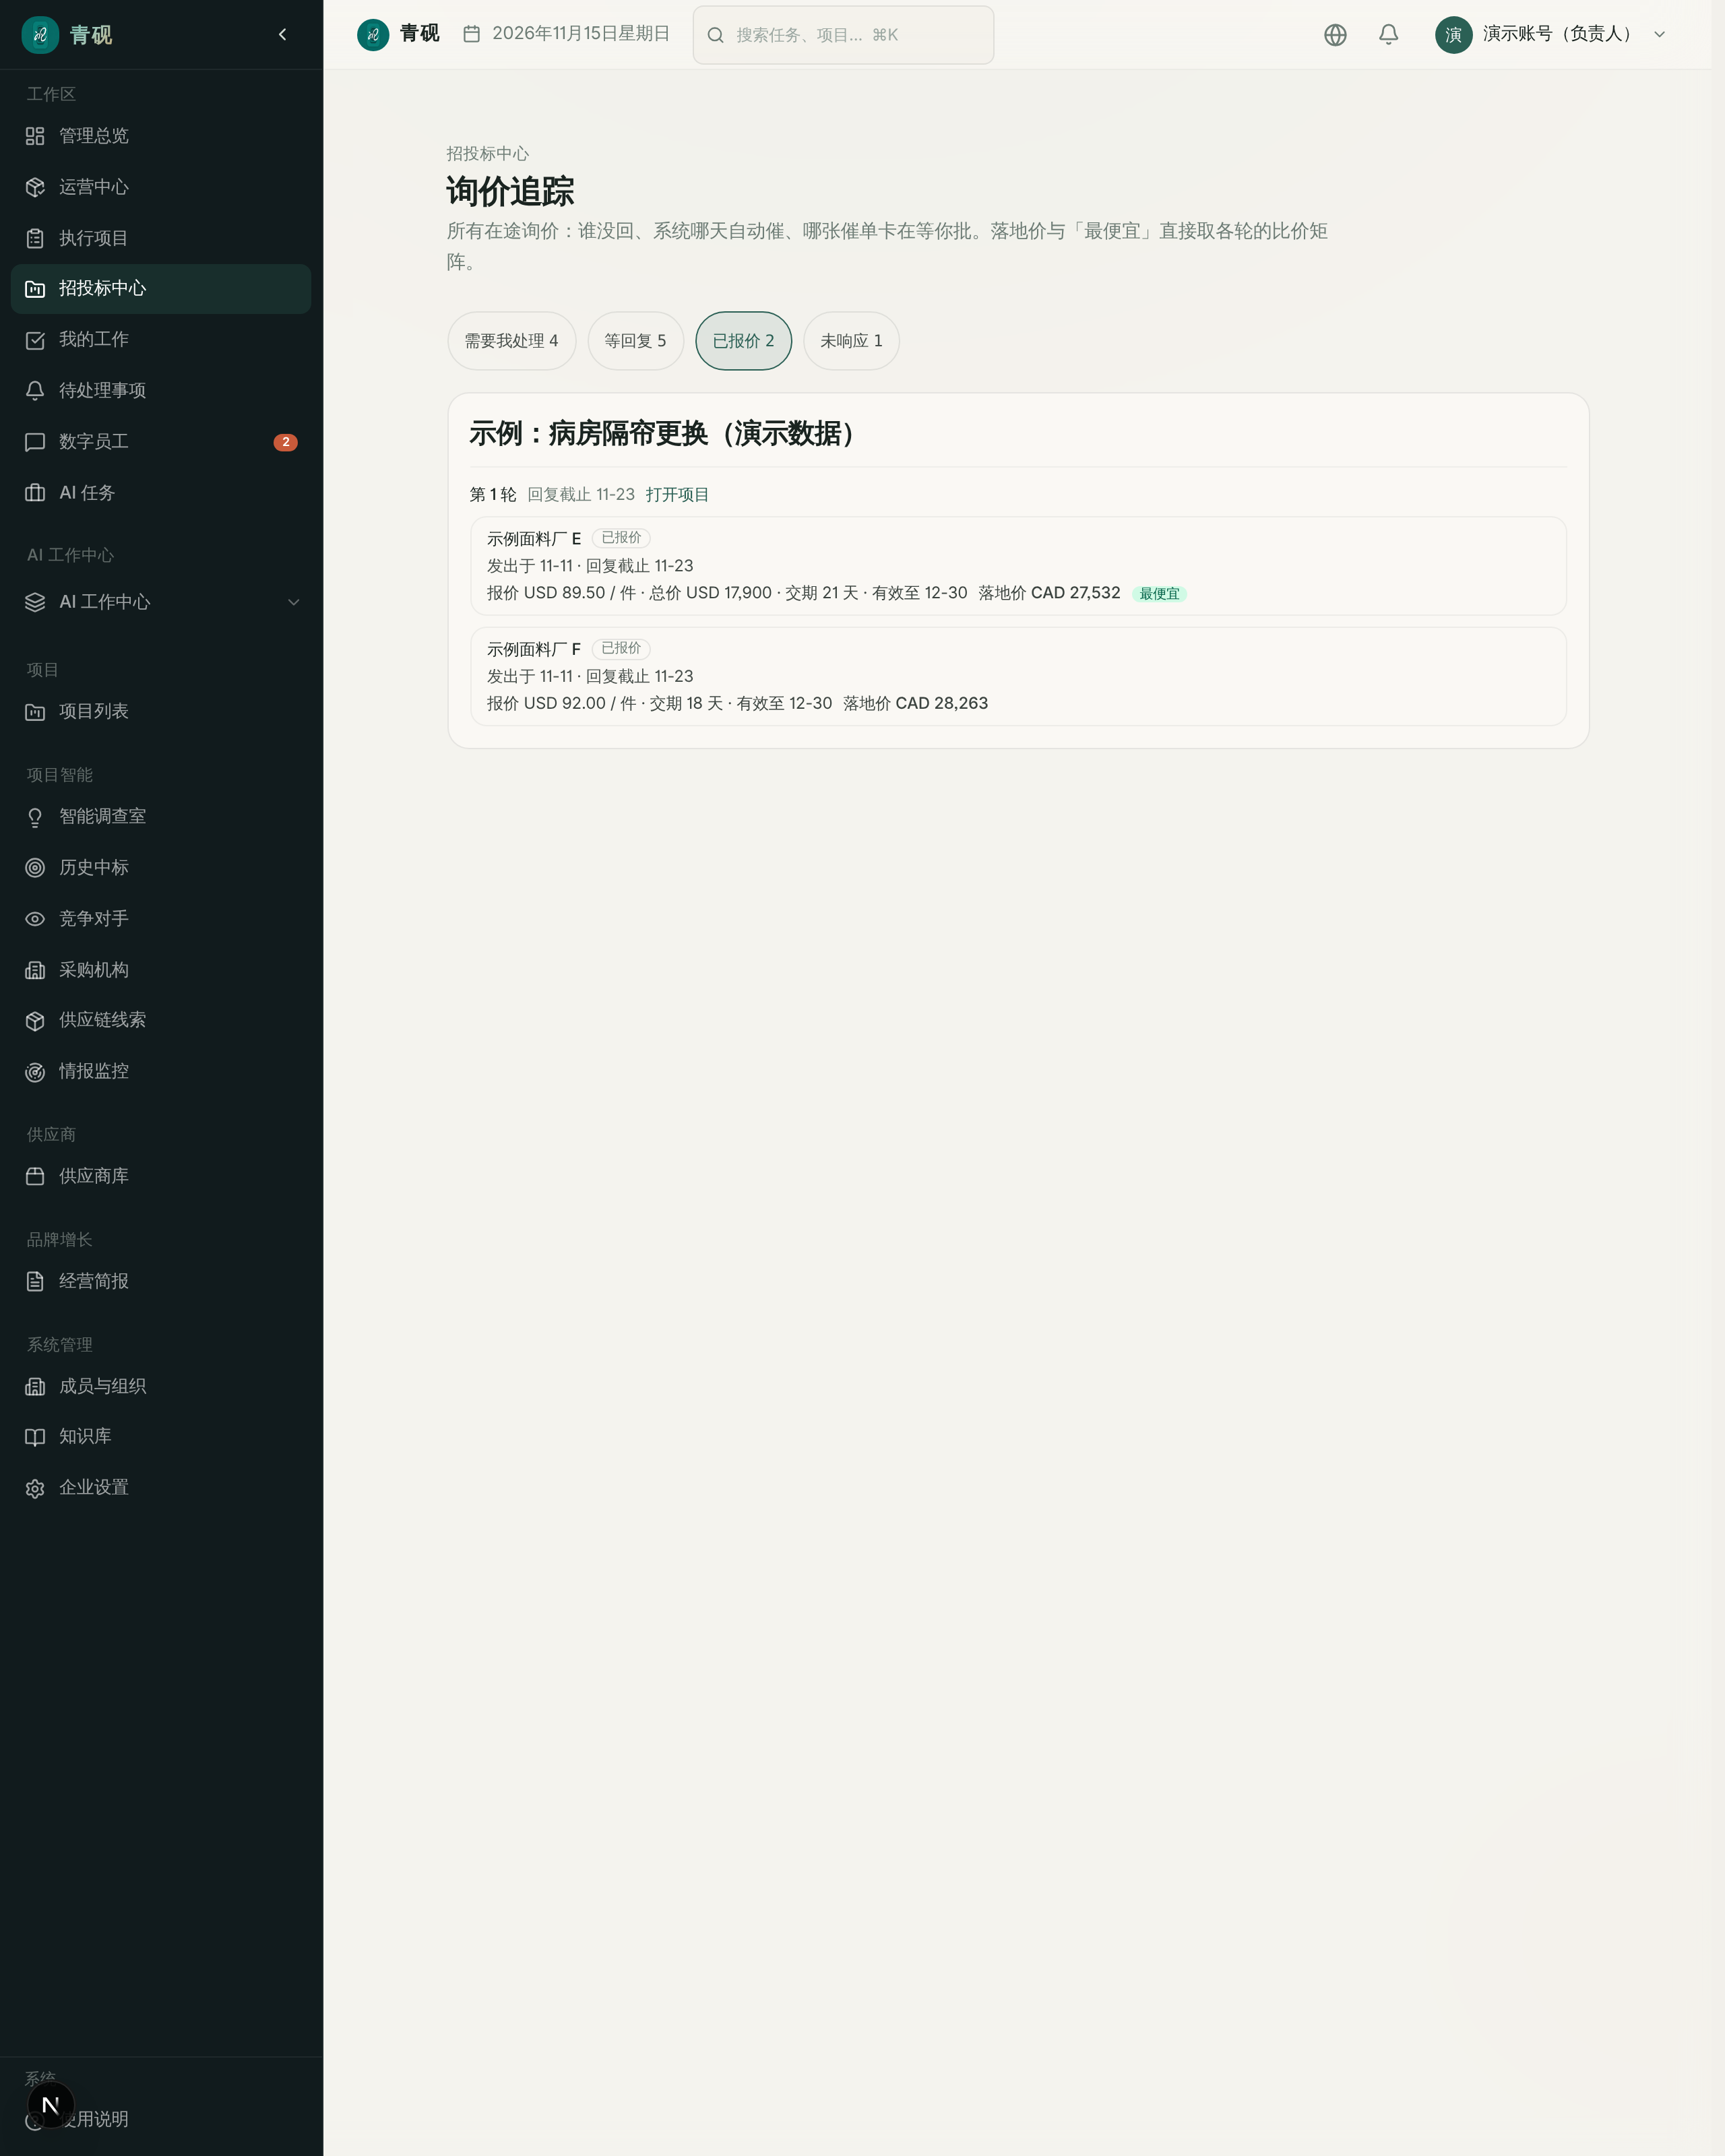 青砚
工作区
管理总览
运营中心
执行项目
招投标中心
我的工作
待处理事项
数字员工 2
AI 任务
AI 工作中心
AI 工作中心
项目
项目列表
项目智能
智能调查室
历史中标
竞争对手
采购机构
供应链线索
情报监控
供应商
供应商库
品牌增长
经营简报
系统管理
成员与组织
知识库
企业设置
系统
N
使用说明
青砚 2026年11月15日星期日 搜索任务、项目... ⌘K 演 演示账号（负责人）
招投标中心
询价追踪
所有在途询价：谁没回、系统哪天自动催、哪张催单卡在等你批。落地价与「最便宜」直接取各轮的比价矩
阵。
需要我处理 4 等回复 5 已报价 2 未响应 1
示例：病房隔帘更换（演示数据）
第 1 轮 回复截止 11-23 打开项目
示例面料厂 E 已报价
发出于 11-11 · 回复截止 11-23
报价 USD 89.50 / 件 · 总价 USD 17,900 · 交期 21 天 · 有效至 12-30 落地价 CAD 27,532 最便宜
示例面料厂 F 已报价
发出于 11-11 · 回复截止 11-23
报价 USD 92.00 / 件 · 交期 18 天 · 有效至 12-30 落地价 CAD 28,263